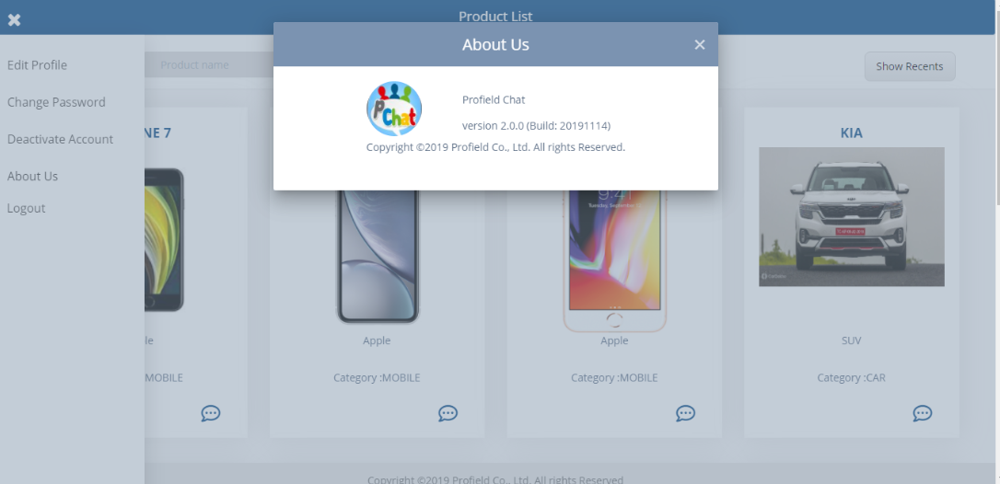 Product List
About Us
Edit Profile
Product name
Show Recents
Change Password
Deactivate Account
About Us
Logout
PChat
Profield Chat
version 2.0.0 (Build: 20191114)
Copyright ©2019 Profield Co., Ltd. All rights Reserved.
NE 7
KIA
9:41
le
Apple
Apple
SUV
MOBILE
Category :MOBILE
Category :MOBILE
Category :CAR
Copyright ©2019 Profield Co., Ltd. All rights Reserved